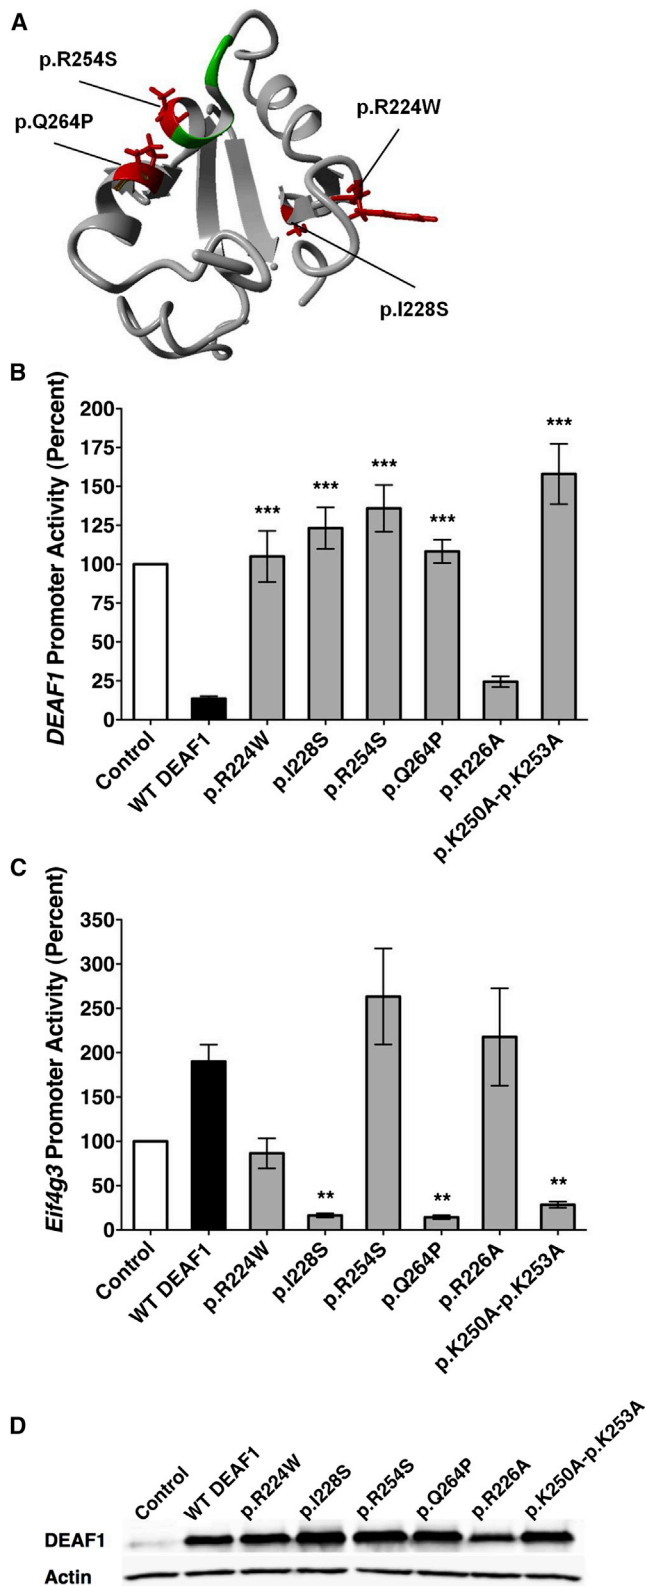 A
p.R254S
p.Q264P
p.R224W
p.I228S
B
DEAF1 Promoter Activity (Percent)
200
175
150
125
100
75
50
25
0
***
***
***
***
***
Control
WT DEAF1
p.R224W
p.I228S
p.R254S
p.Q264P
p.R226A
p.K250A-p.K253A
C
Eif4g3 Promoter Activity (Percent)
350
300
250
200
150
100
50
0
**
**
**
Control
WT DEAF1
p.R224W
p.I228S
p.R254S
p.Q264P
p.R226A
p.K250A-p.K253A
D
Control
WT DEAF1
p.R224W
p.I228S
p.R254S
p.Q264P
p.R226A
p.K250A-p.K253A
DEAF1
Actin